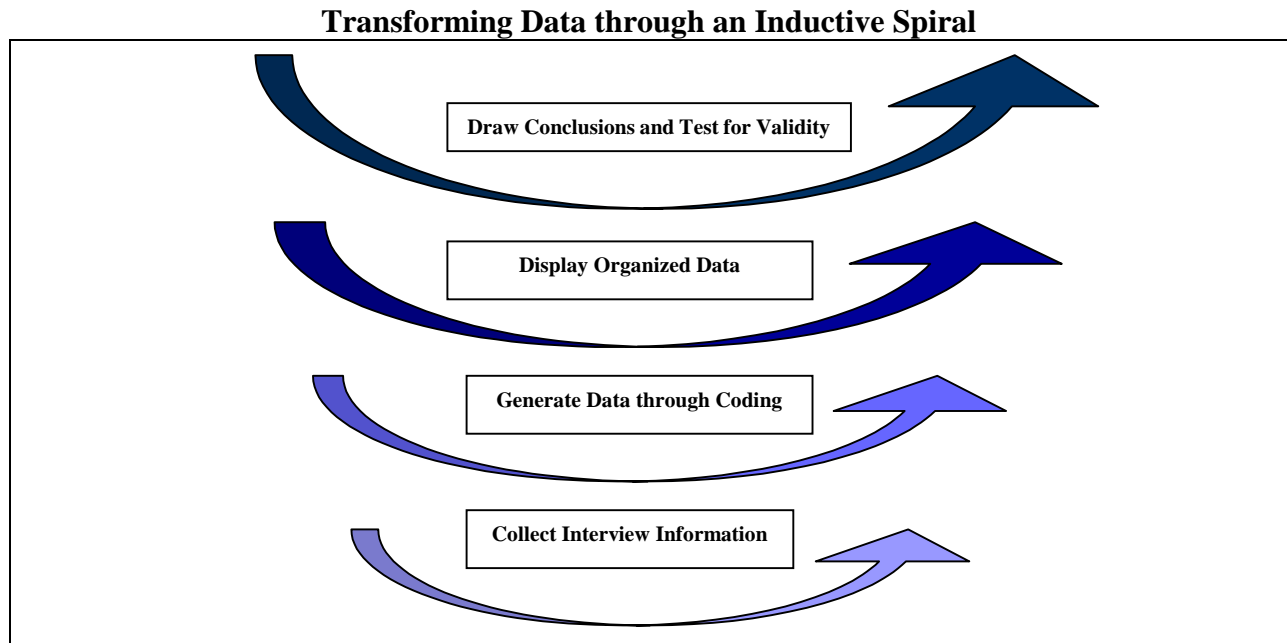 Transforming Data through an Inductive Spiral
Draw Conclusions and Test for Validity
Display Organized Data
Generate Data through Coding
Collect Interview Information